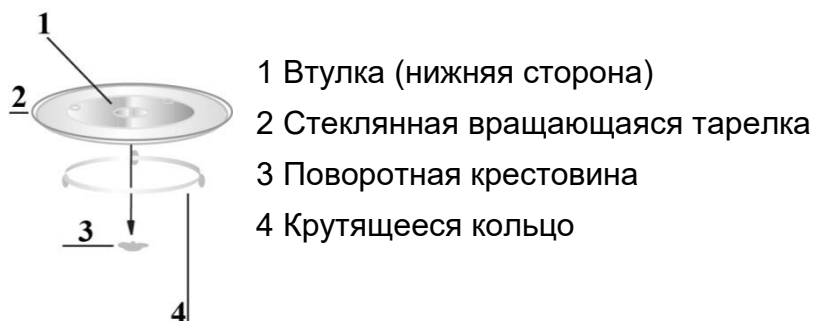 1
2
3
4
1 Втулка (нижняя сторона)
2 Стеклянная вращающаяся тарелка
3 Поворотная крестовина
4 Крутящееся кольцо